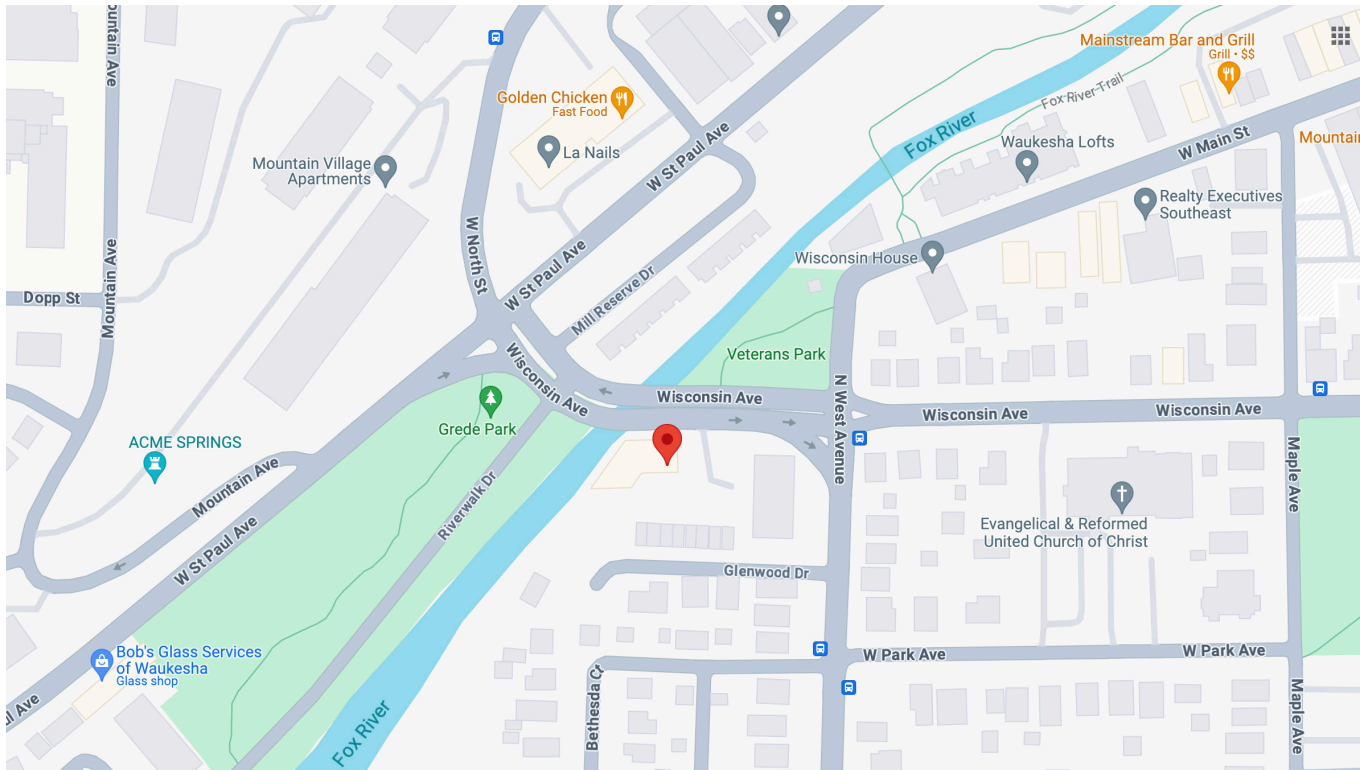 ountain Ave
Mainstream Bar and Grill
Grill • $$
Golden Chicken
Fast Food
Fox River Trail
Fox River
La Nails
W St Paul Ave
W Main St
Mountain
Waukesha Lofts
Mountain Village
Apartments
Realty Executives
Southeast
W North St
Mountain Ave
Wisconsin House
W St Paul Ave
Dopp St
Mill Reserve Dr
Veterans Park
Wisconsin Ave
Wisconsin Ave
N West Avenue
Wisconsin Ave
Wisconsin Ave
Grede Park
ACME SPRINGS
Mountain Ave
Maple Ave
Riverwalk Dr
Evangelical & Reformed
United Church of Christ
W St Paul Ave
Glenwood Dr
Bob's Glass Services
of Waukesha
Glass shop
W Park Ave
W Park Ave
ul Ave
Bethesda Ct
Maple Ave
Fox River